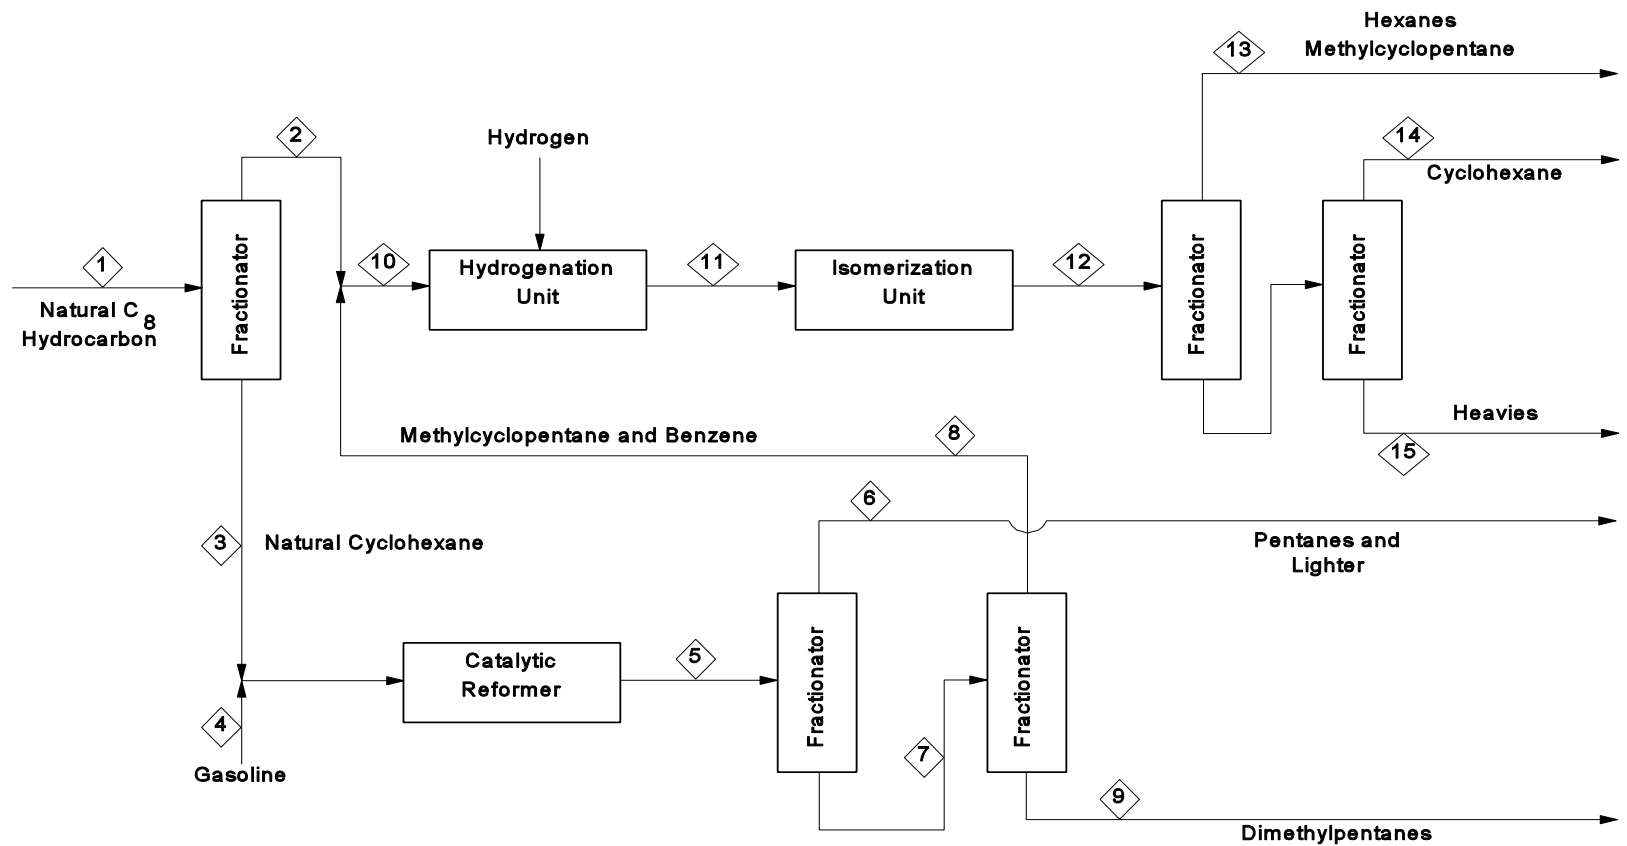 Hexanes
Methylcyclopentane
13
14
Cyclohexane
2
Hydrogen
1
Natural C8
Hydrocarbon
Fractionator
10
Hydrogenation
Unit
11
Isomerization
Unit
12
Fractionator
Fractionator
Heavies
15
Methylcyclopentane and Benzene
8
6
Pentanes and
Lighter
3
Natural Cyclohexane
4
Gasoline
Catalytic
Reformer
5
Fractionator
7
Fractionator
9
Dimethylpentanes